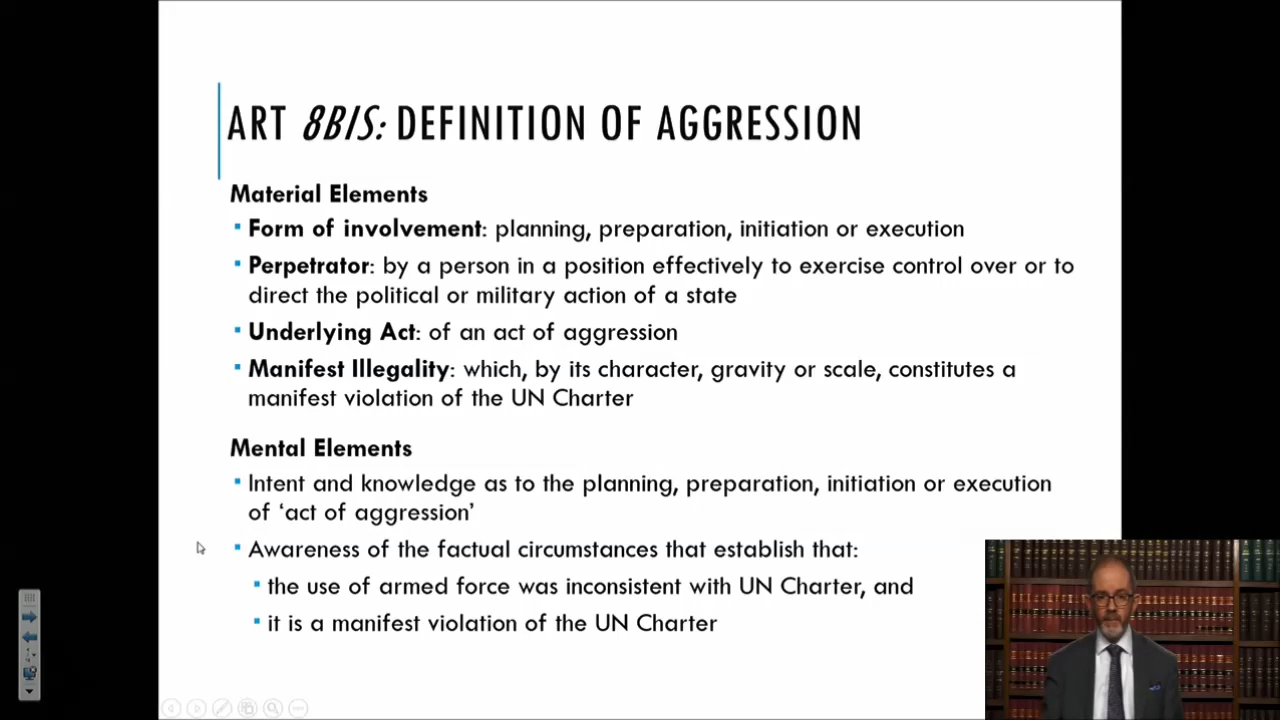 ART 8BIS: DEFINITION OF AGGRESSION
Material Elements
▪ Form of involvement: planning, preparation, initiation or execution
▪ Perpetrator: by a person in a position effectively to exercise control over or to
direct the political or military action of a state
▪ Underlying Act: of an act of aggression
▪ Manifest Illegality: which, by its character, gravity or scale, constitutes a
manifest violation of the UN Charter
Mental Elements
▪ Intent and knowledge as to the planning, preparation, initiation or execution
of ‘act of aggression’
▪ Awareness of the factual circumstances that establish that:
▪ the use of armed force was inconsistent with UN Charter, and
▪ it is a manifest violation of the UN Charter